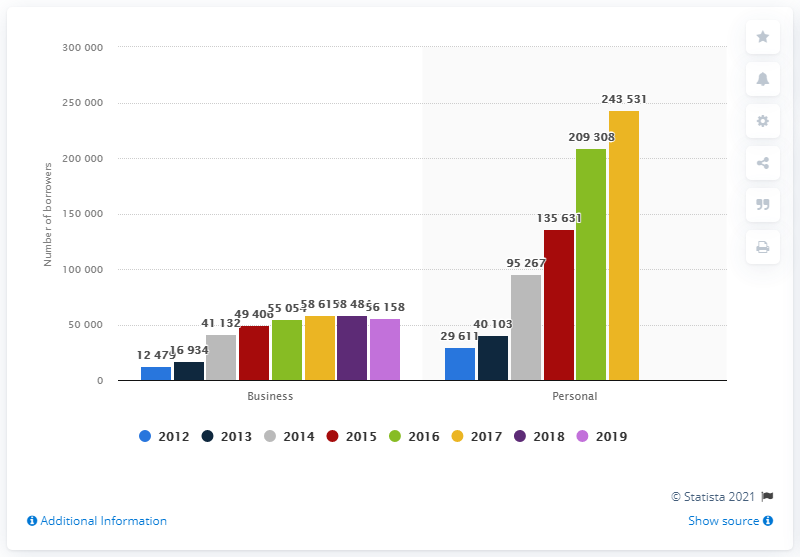 300 000
250 000
200 000
150 000
100 000
50 000
0
Number of borrowers
12 479
16 934
41 132
49 406
55 054
56 158
29 611
40 103
95 267
135 631
209 308
243 531
Business
Personal
2012 2013 2014 2015 2016 2017 2018 2019
© Statista 2021
Additional Information
Show source